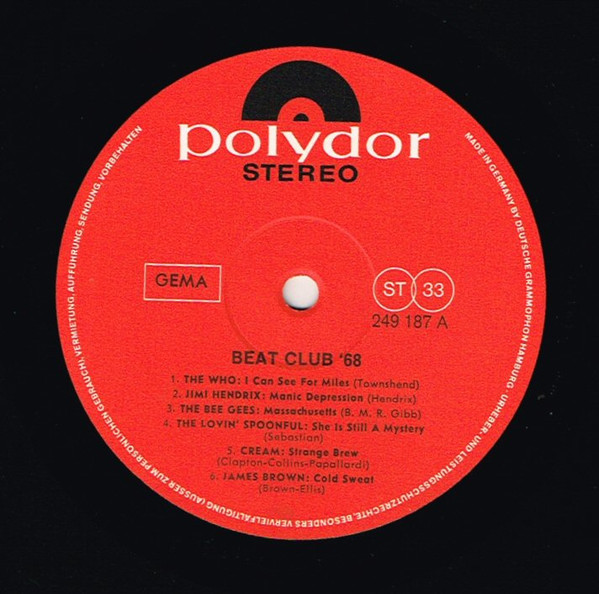 polydor
STEREO
GEMA
ST 33
249 187 A
BEAT CLUB '68
1. THE WHO: I Can See For Miles (Townshend)
2. JIMI HENDRIX: Manic Depression (Hendrix)
3. THE BEE GEES: Massachusetts (B. M. R. Gibb)
4. THE LOVIN' SPOONFUL: She Is Still A Mystery
(Sebastian)
5. CREAM: Strange Brew
(Clapton-Collins-Papallardi)
6. JAMES BROWN: Cold Sweat
(Brown-Ellis)
MADE IN GERMANY BY DEUTSCHE GRAMMOPHON HAMBURG. URHEBER- UND LEISTUNGSSCHUTZRECHTE, BESONDERS VERVIELFÄLTIGUNG (AUSSER ZUM PERSÖNLICHEN GEBRAUCH), VERMIETUNG, AUFFÜHRUNG, SENDUNG, VORBEHALTEN